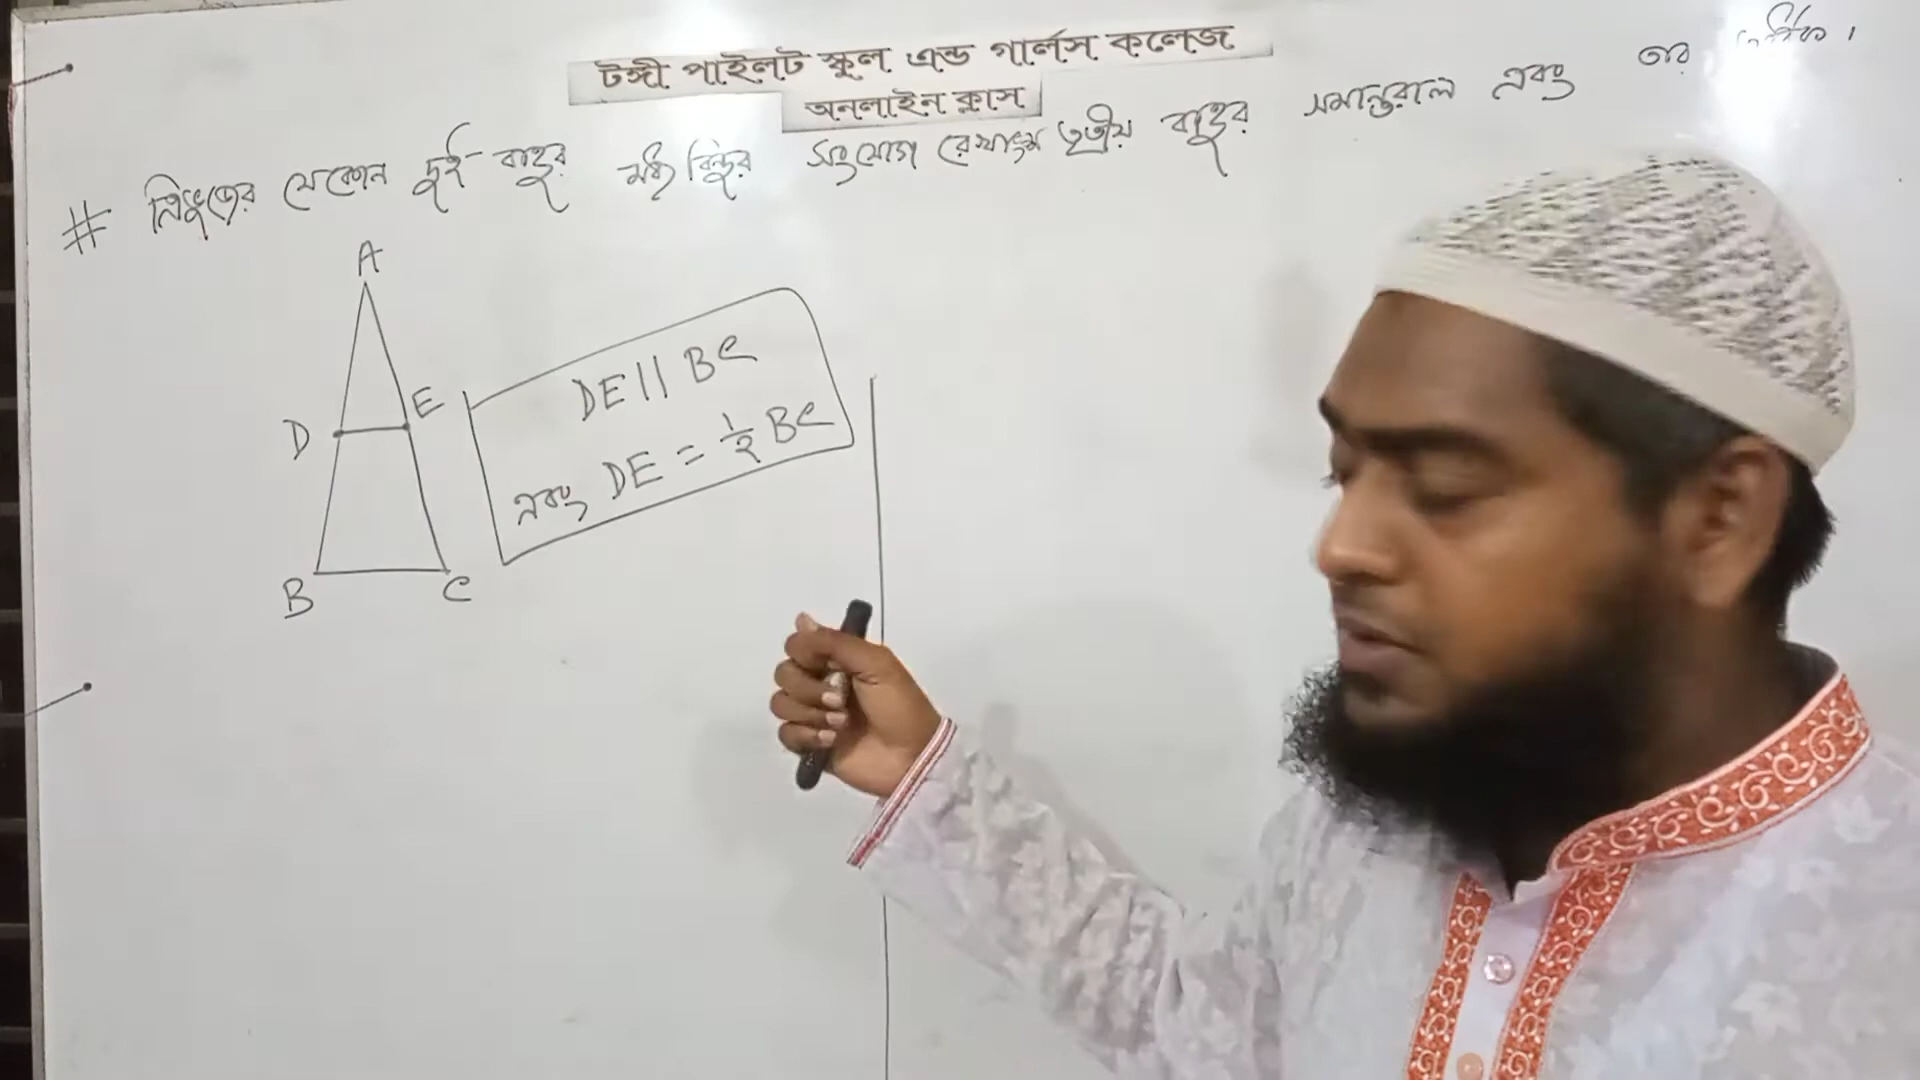 টঙ্গী পাইলট স্কুল এন্ড গার্লস কলেজ
অনলাইন ক্লাস
# ত্রিভুজের যেকোন দুই বাহুর মধ্য বিন্দুর সংযোগ রেখাংশ তৃতীয় বাহুর সমান্তরাল এবং তার
A
D
E
B
C
DE || BC
এবং DE = ½ BC